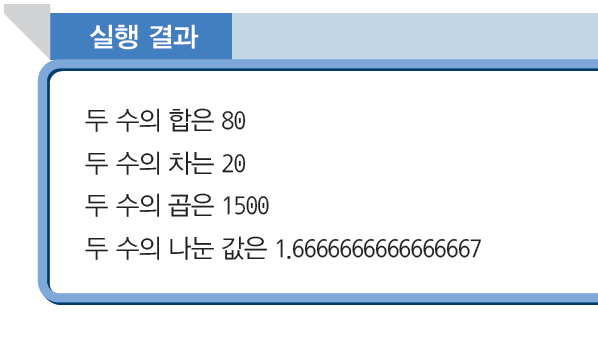 실행 결과
두 수의 합은 80
두 수의 차는 20
두 수의 곱은 1500
두 수의 나눈 값은 1.6666666666666667